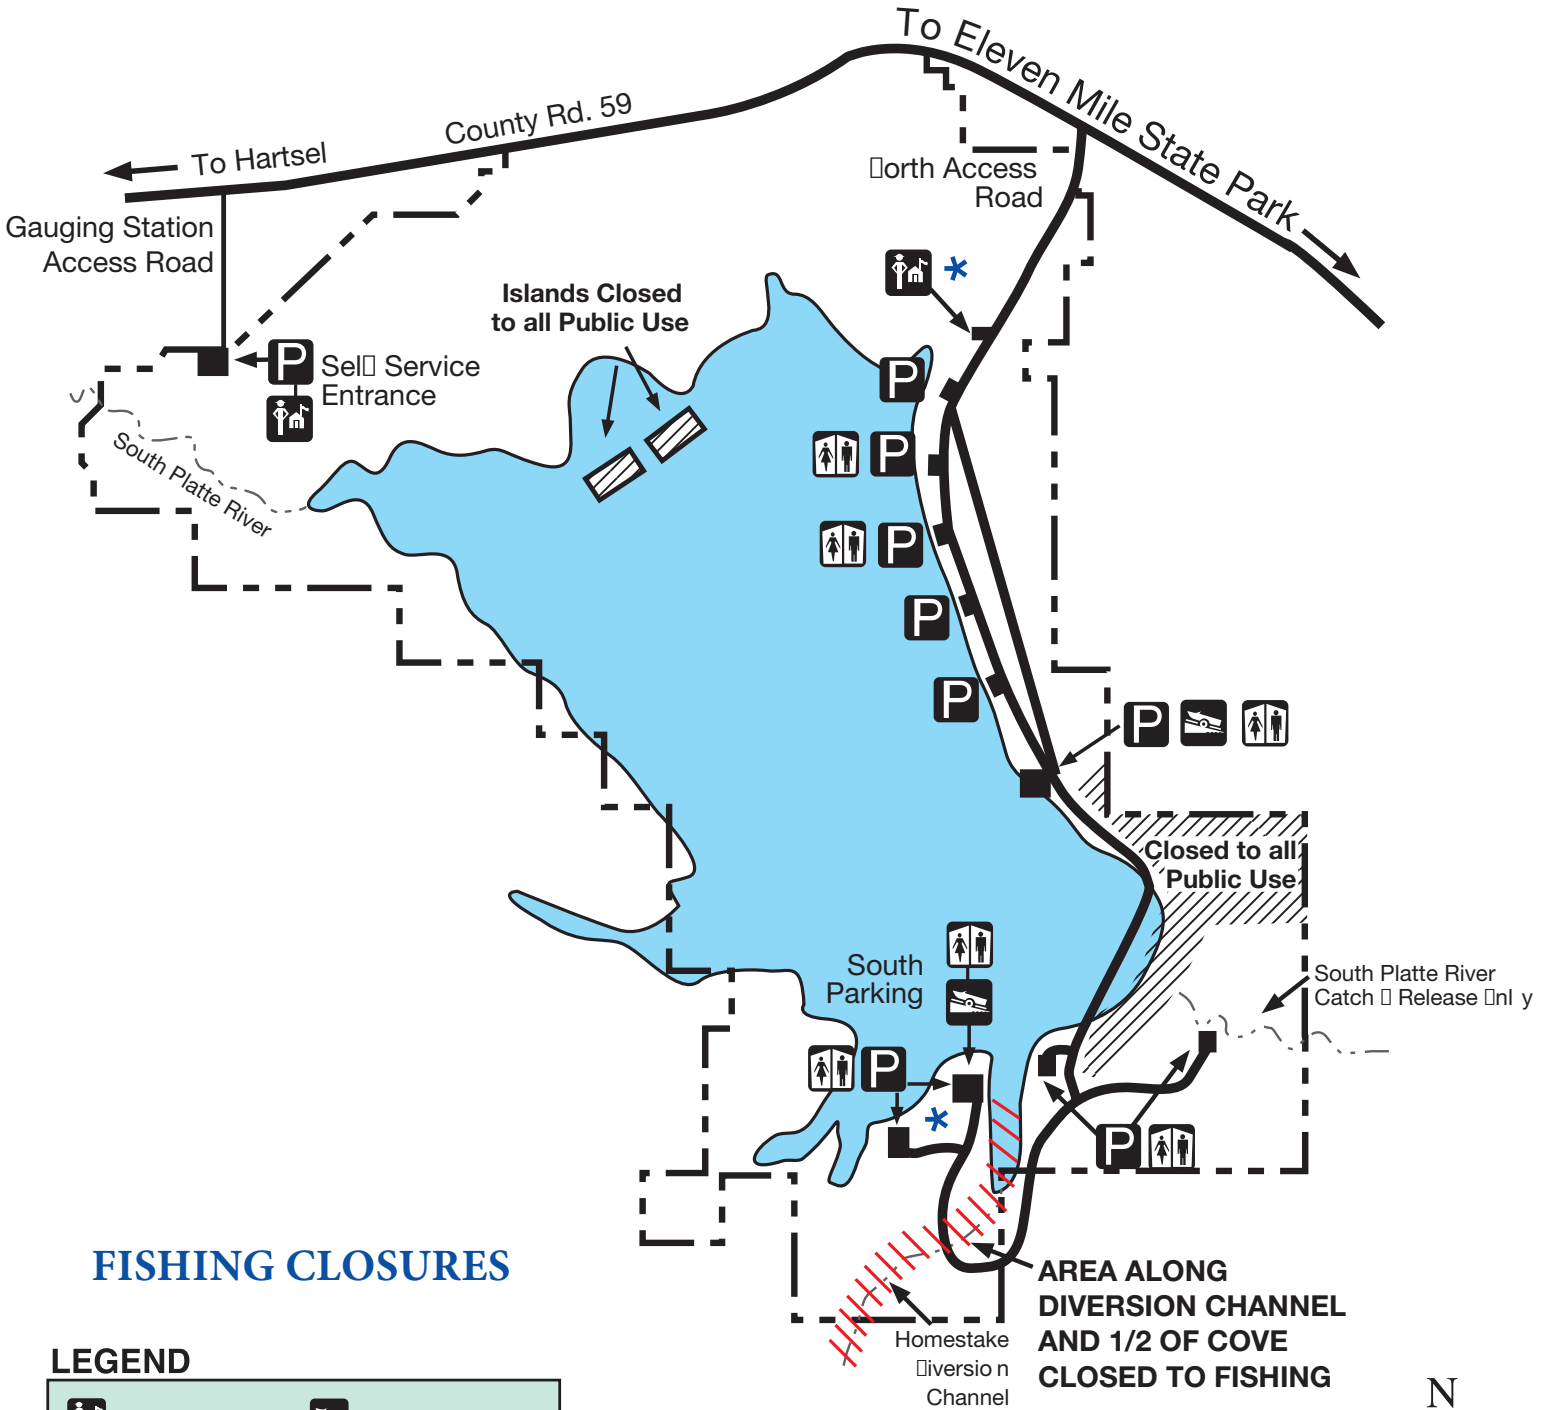 To Eleven Mile State Park
County Rd. 59
To Hartsel
▯orth Access
Road
Gauging Station
Access Road
Islands Closed
to all Public Use
P
Sel▯ Service
Entrance
P
South Platte River
P
P
P
P
P
Closed to all
Public Use
South
Parking
South Platte River
Catch ▯ Release ▯nl y
P
P
FISHING CLOSURES
AREA ALONG
DIVERSION CHANNEL
AND 1/2 OF COVE
CLOSED TO FISHING
Homestake
▯iversio n
Channel
LEGEND
N